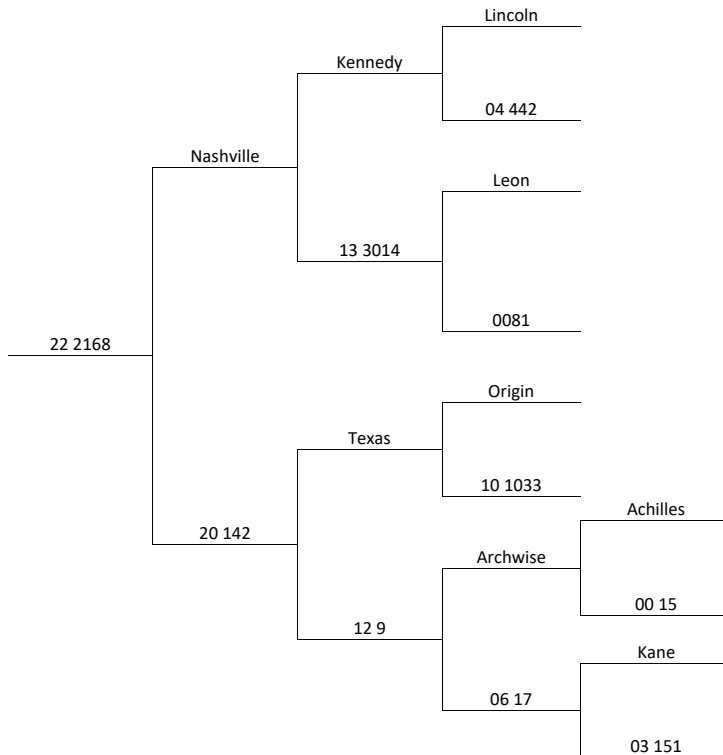 Lincoln
Kennedy
04 442
Nashville
Leon
13 3014
0081
22 2168
Origin
Texas
10 1033
Achilles
20 142
Archwise
00 15
12 9
Kane
06 17
03 151